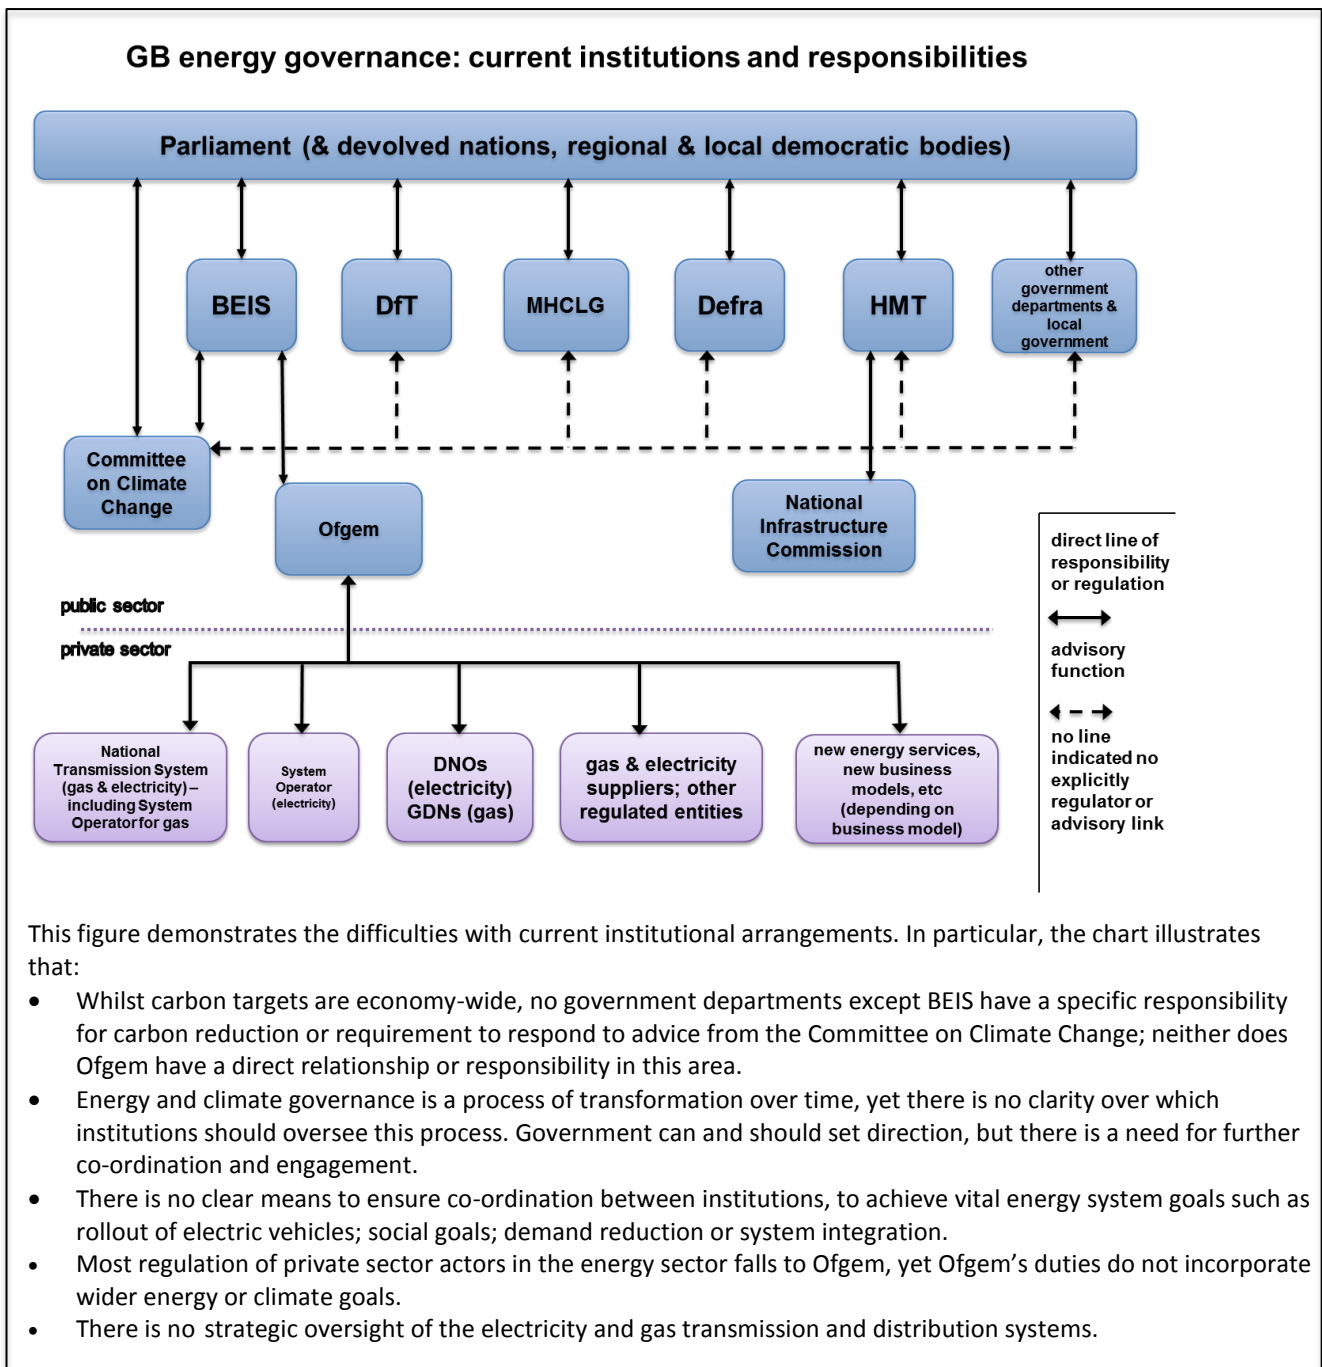 GB energy governance: current institutions and responsibilities
Parliament (& devolved nations, regional & local democratic bodies)
BEIS
DfT
MHCLG
Defra
HMT
other
government
departments &
local
government
Committee
on Climate
Change
Ofgem
National
Infrastructure
Commission
public sector
private sector
National
Transmission System
(gas & electricity) –
including System
Operator for gas
System
Operator
(electricity)
DNOs
(electricity)
GDNs (gas)
gas & electricity
suppliers; other
regulated entities
new energy services,
new business
models, etc
(depending on
business model)
direct line of
responsibility
or regulation
advisory
function
no line
indicated no
explicitly
regulator or
advisory link
This figure demonstrates the difficulties with current institutional arrangements. In particular, the chart illustrates
that:
• Whilst carbon targets are economy-wide, no government departments except BEIS have a specific responsibility
for carbon reduction or requirement to respond to advice from the Committee on Climate Change; neither does
Ofgem have a direct relationship or responsibility in this area.
• Energy and climate governance is a process of transformation over time, yet there is no clarity over which
institutions should oversee this process. Government can and should set direction, but there is a need for further
co-ordination and engagement.
• There is no clear means to ensure co-ordination between institutions, to achieve vital energy system goals such as
rollout of electric vehicles; social goals; demand reduction or system integration.
• Most regulation of private sector actors in the energy sector falls to Ofgem, yet Ofgem’s duties do not incorporate
wider energy or climate goals.
• There is no strategic oversight of the electricity and gas transmission and distribution systems.